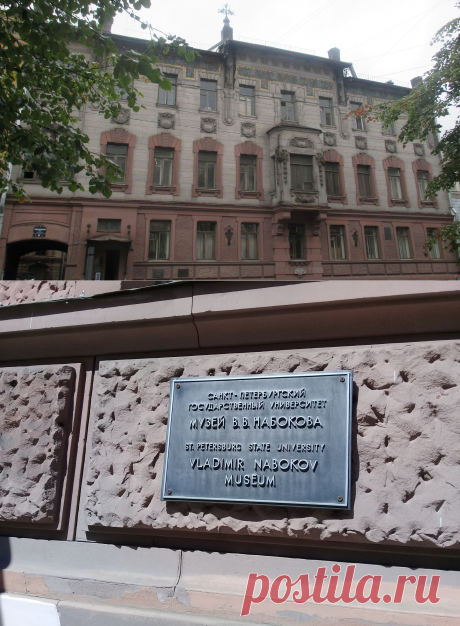 САНКТ-ПЕТЕРБУРГСКИЙ
ГОСУДАРСТВЕННЫЙ УНИВЕРСИТЕТ
МУЗЕЙ В.В. НАБОКОВА
ST. PETERSBURG STATE UNIVERSITY
VLADIMIR NABOKOV
MUSEUM
postila.ru